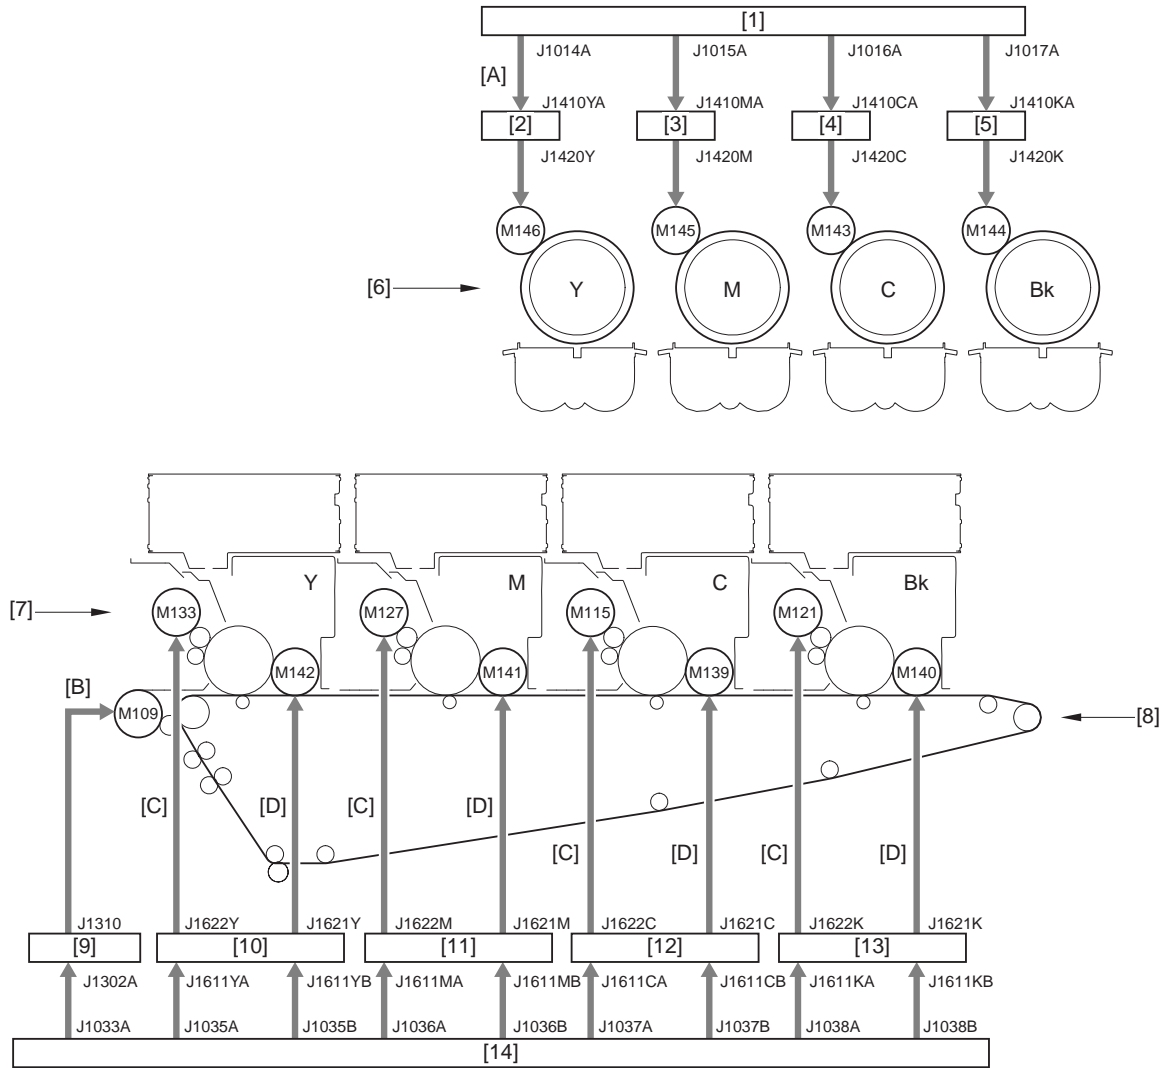 [1]
J1014A J1015A J1016A J1017A
[A]
J1410YA J1410MA J1410CA J1410KA
[2] [3] [4] [5]
J1420Y J1420M J1420C J1420K
M146 M145 M143 M144
[6] Y M C Bk
Y M C Bk
[7] M133 M127 M115 M121
M142 M141 M139 M140
[B]
M109 [8]
[C] [D] [C] [D]
[C] [D] [C] [D]
J1310 J1622Y J1621Y J1622M J1621M J1622C J1621C J1622K J1621K
[9] [10] [11] [12] [13]
J1302A J1611YA J1611YB J1611MA J1611MB J1611CA J1611CB J1611KA J1611KB
J1033A J1035A J1035B J1036A J1036B J1037A J1037B J1038A J1038B
[14]